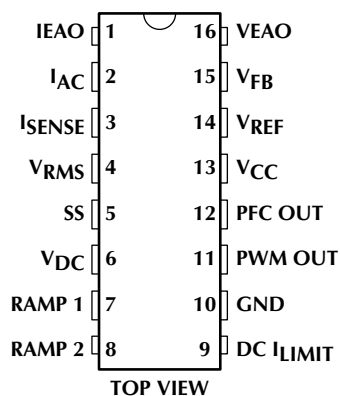 IEAO 1 16 VEAO
IAC 2 15 VFB
ISENSE 3 14 VREF
VRMS 4 13 VCC
SS 5 12 PFC OUT
VDC 6 11 PWM OUT
RAMP 1 7 10 GND
RAMP 2 8 9 DC ILIMIT
TOP VIEW